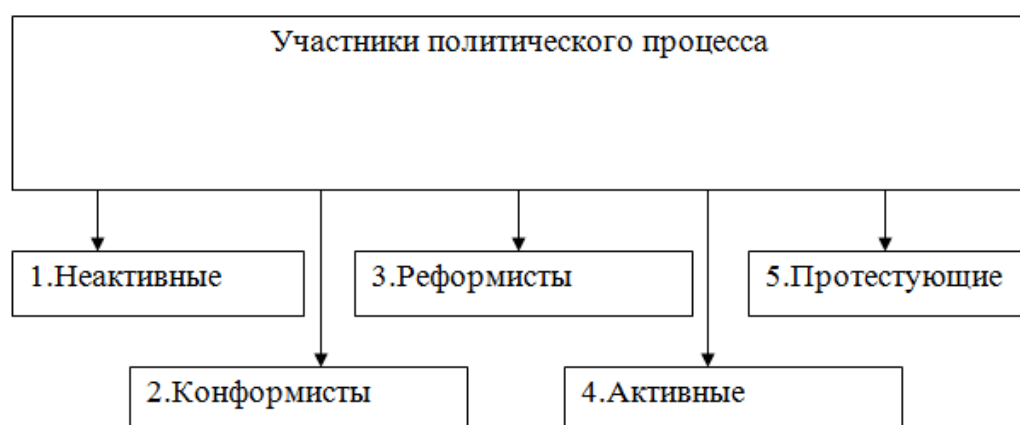 Участники политического процесса
1.Неактивные
3.Реформисты
5.Протестующие
2.Конформисты
4.Активные